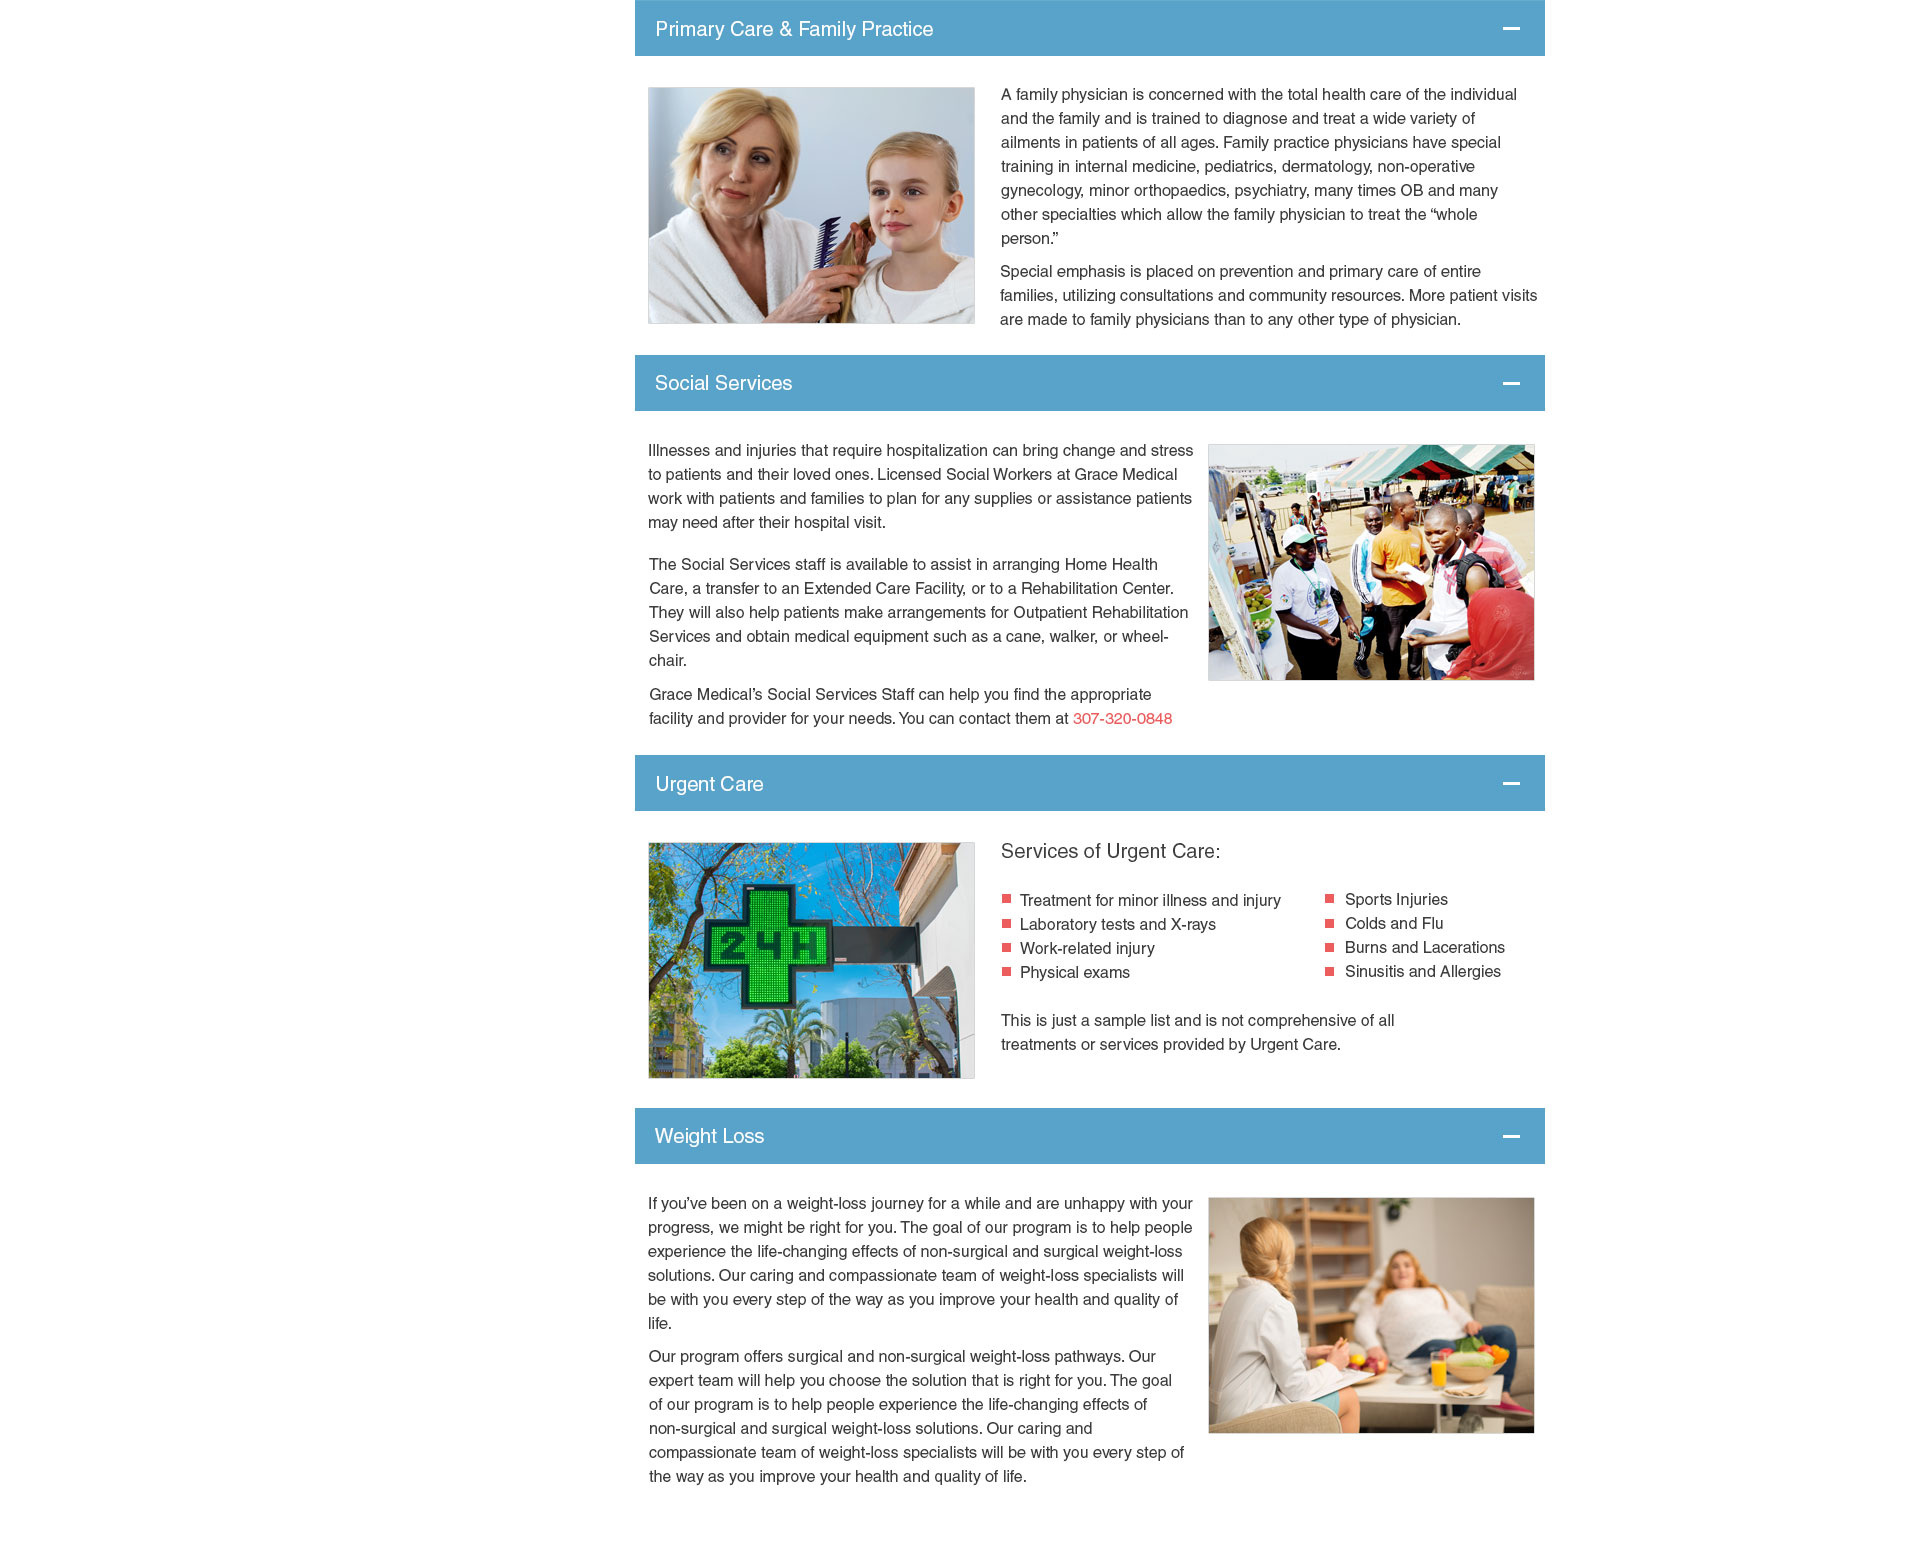 Primary Care & Family Practice
A family physician is concerned with the total health care of the individual
and the family and is trained to diagnose and treat a wide variety of
ailments in patients of all ages. Family practice physicians have special
training in internal medicine, pediatrics, dermatology, non-operative
gynecology, minor orthopaedics, psychiatry, many times OB and many
other specialties which allow the family physician to treat the “whole
person.”
Special emphasis is placed on prevention and primary care of entire
families, utilizing consultations and community resources. More patient visits
are made to family physicians than to any other type of physician.
Social Services
Illnesses and injuries that require hospitalization can bring change and stress
to patients and their loved ones. Licensed Social Workers at Grace Medical
work with patients and families to plan for any supplies or assistance patients
may need after their hospital visit.
The Social Services staff is available to assist in arranging Home Health
Care, a transfer to an Extended Care Facility, or to a Rehabilitation Center.
They will also help patients make arrangements for Outpatient Rehabilitation
Services and obtain medical equipment such as a cane, walker, or wheel-
chair.
Grace Medical’s Social Services Staff can help you find the appropriate
facility and provider for your needs. You can contact them at 307-320-0848
Urgent Care
24H
Services of Urgent Care:
Treatment for minor illness and injury
Laboratory tests and X-rays
Work-related injury
Physical exams
Sports Injuries
Colds and Flu
Burns and Lacerations
Sinusitis and Allergies
This is just a sample list and is not comprehensive of all
treatments or services provided by Urgent Care.
Weight Loss
If you’ve been on a weight-loss journey for a while and are unhappy with your
progress, we might be right for you. The goal of our program is to help people
experience the life-changing effects of non-surgical and surgical weight-loss
solutions. Our caring and compassionate team of weight-loss specialists will
be with you every step of the way as you improve your health and quality of
life.
Our program offers surgical and non-surgical weight-loss pathways. Our
expert team will help you choose the solution that is right for you. The goal
of our program is to help people experience the life-changing effects of
non-surgical and surgical weight-loss solutions. Our caring and
compassionate team of weight-loss specialists will be with you every step of
the way as you improve your health and quality of life.